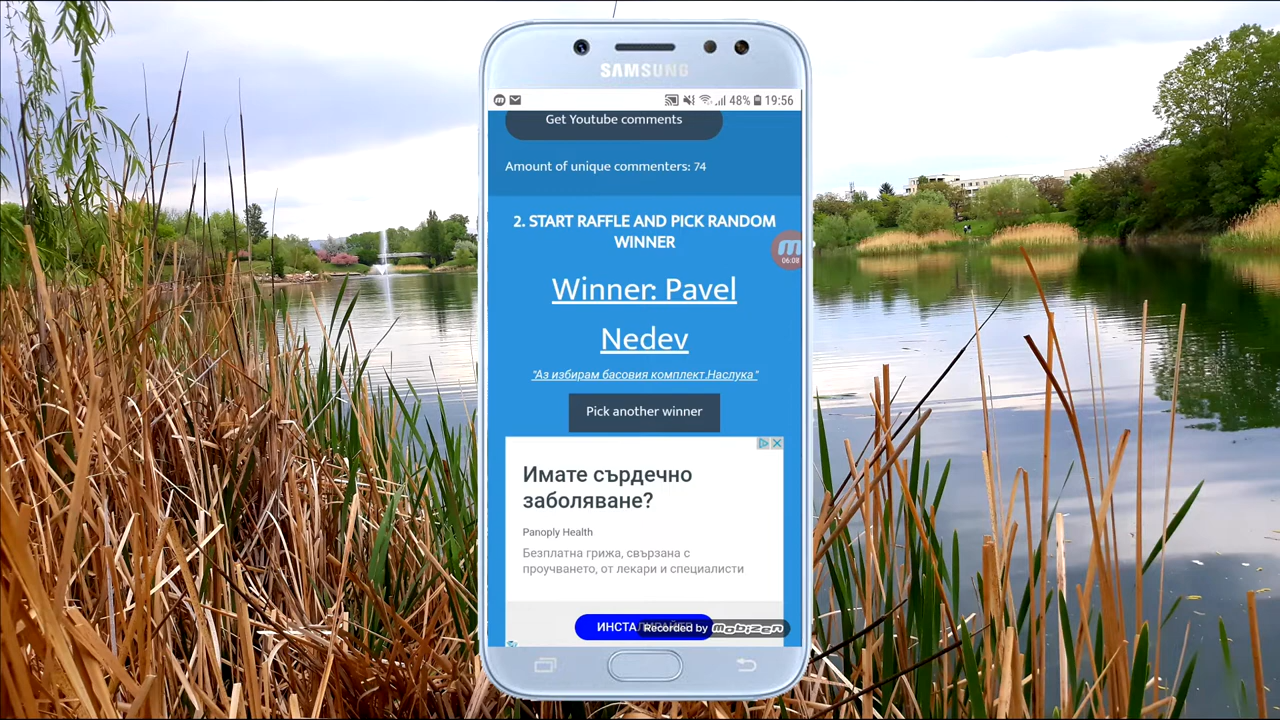 SAMSUNG
48% 19:56
Get Youtube comments
Amount of unique commenters: 74
2. START RAFFLE AND PICK RANDOM
WINNER
06:08
Winner: Pavel
Nedev
"Аз избирам басовия комплект.Наслука"
Pick another winner
Имате сърдечно
заболяване?
Panoply Health
Безплатна грижа, свързана с
проучването, от лекари и специалисти
Recorded by mobizen